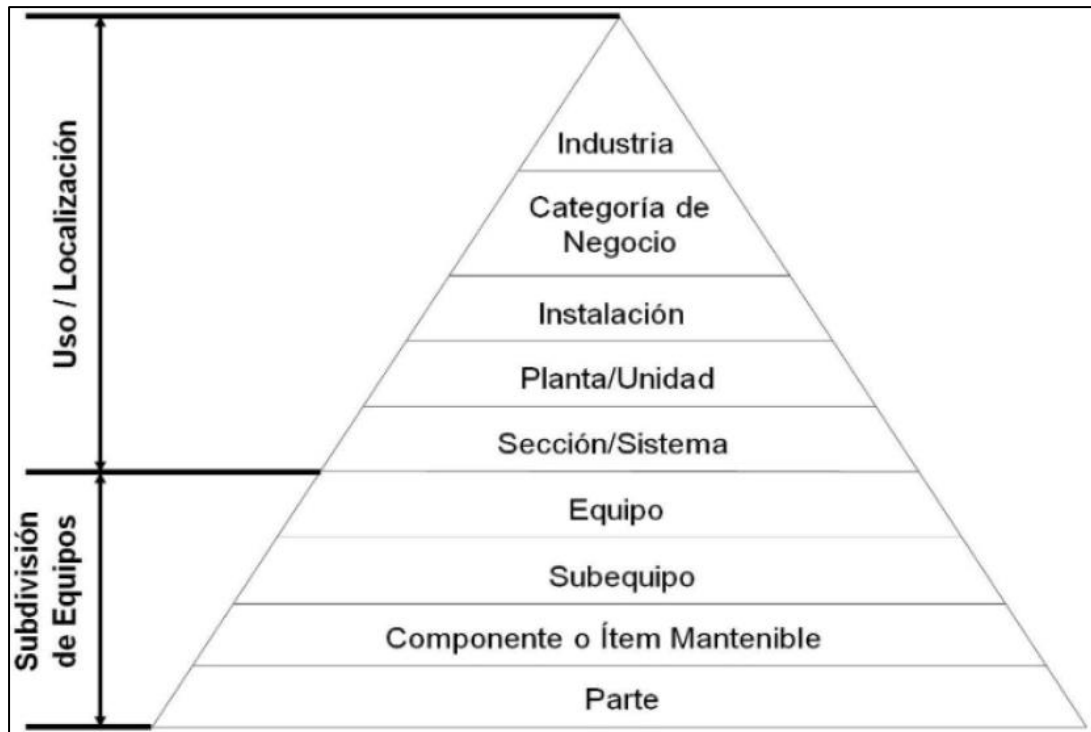 Uso / Localización
Subdivisión
de Equipos
Industria
Categoría de
Negocio
Instalación
Planta/Unidad
Sección/Sistema
Equipo
Subequipo
Componente o Ítem Mantenible
Parte